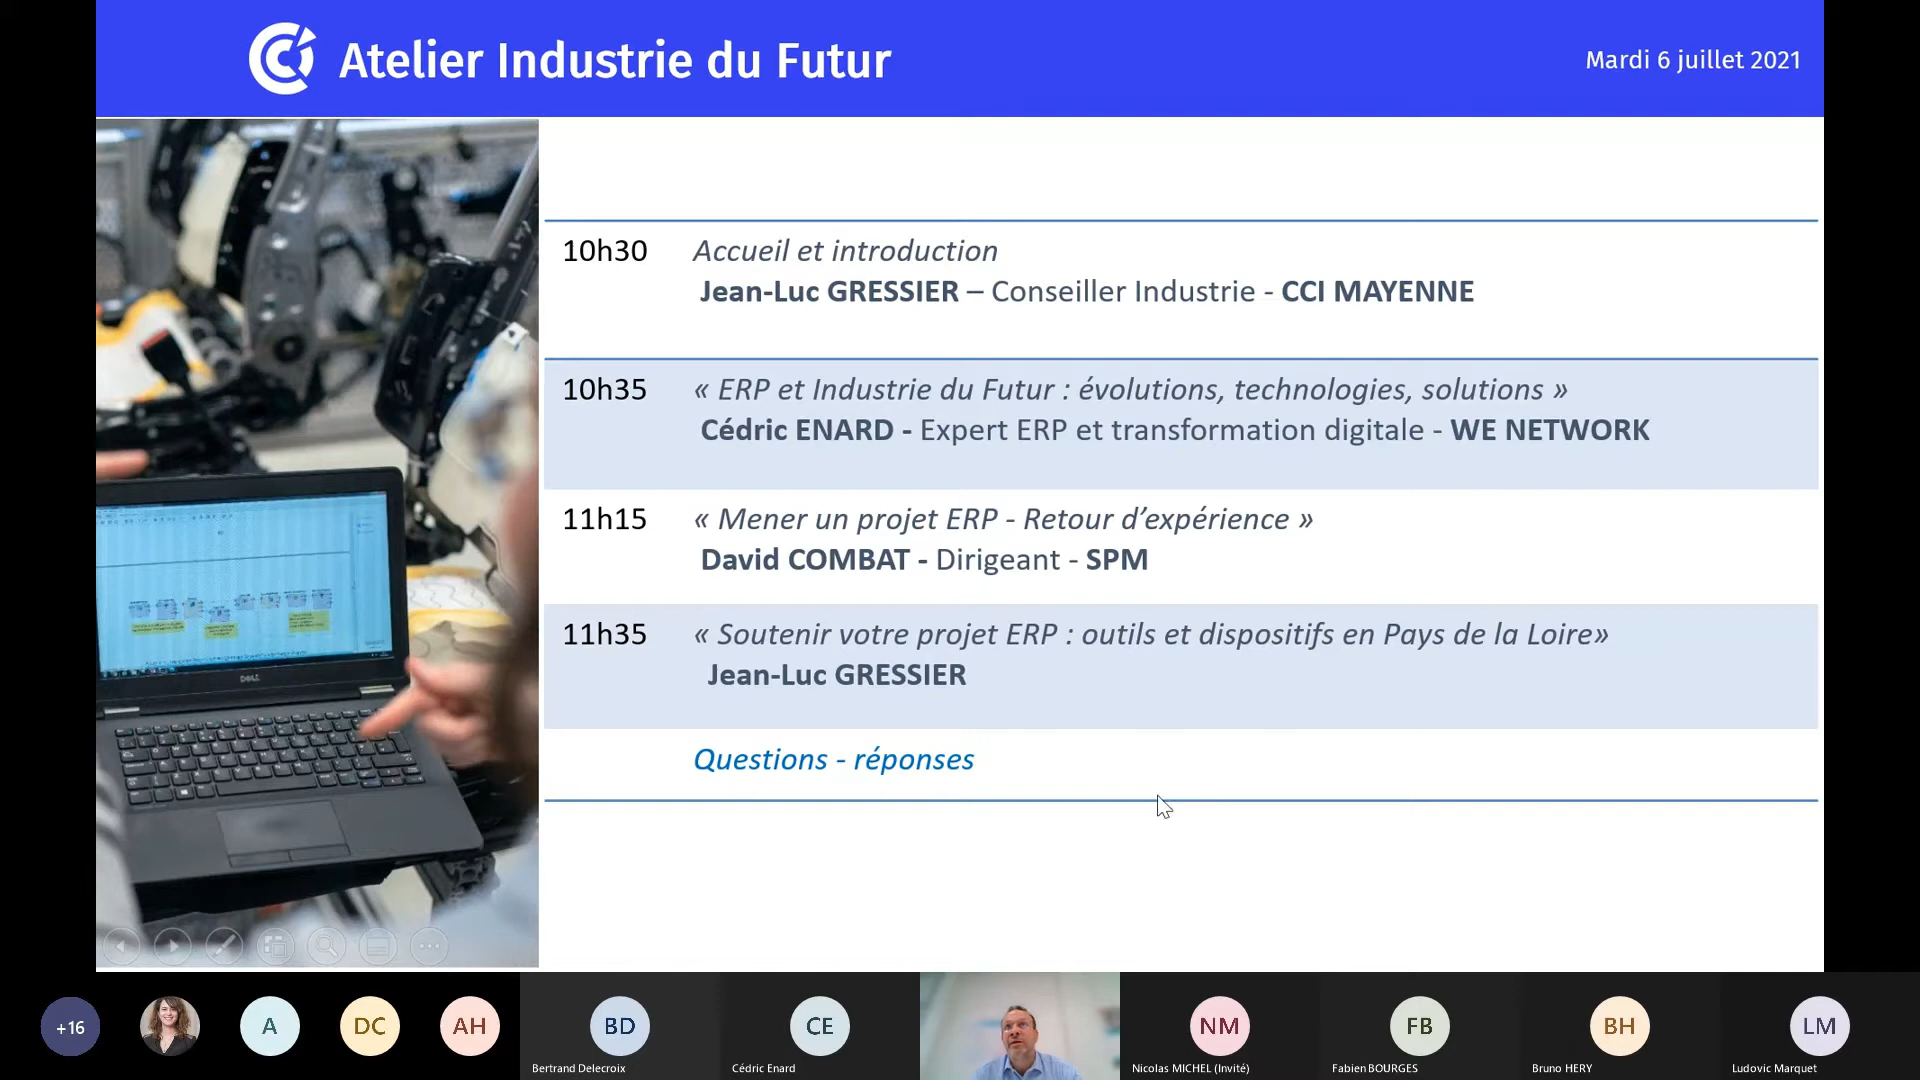 Atelier Industrie du Futur
Mardi 6 juillet 2021
10h30 Accueil et introduction
Jean-Luc GRESSIER – Conseiller Industrie - CCI MAYENNE
10h35 « ERP et Industrie du Futur : évolutions, technologies, solutions »
Cédric ENARD - Expert ERP et transformation digitale - WE NETWORK
11h15 « Mener un projet ERP - Retour d’expérience »
David COMBAT - Dirigeant - SPM
11h35 « Soutenir votre projet ERP : outils et dispositifs en Pays de la Loire»
Jean-Luc GRESSIER
Questions - réponses
DELL
+16
A
DC
AH
BD
CE
NM
FB
BH
LM
Bertrand Delecroix
Cédric Enard
Nicolas MICHEL (Invité)
Fabien BOURGES
Bruno HERY
Ludovic Marquet